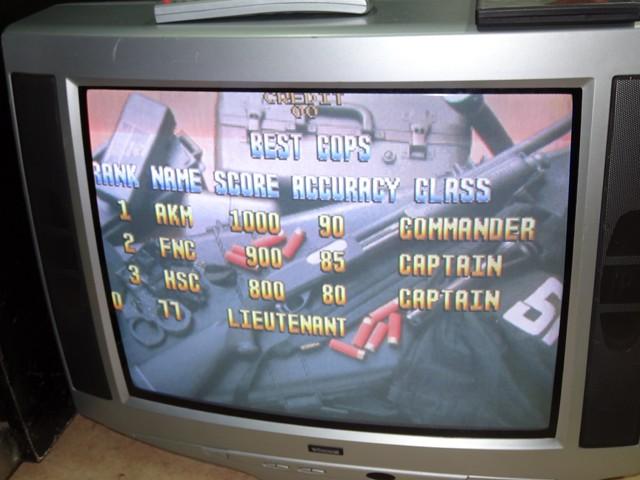 CREDIT
00
BEST COPS
RANK NAME SCORE ACCURACY CLASS
1 AKM 1000 90 COMMANDER
2 FNC 900 85 CAPTAIN
3 HSC 800 80 CAPTAIN
D 77 LIEUTENANT